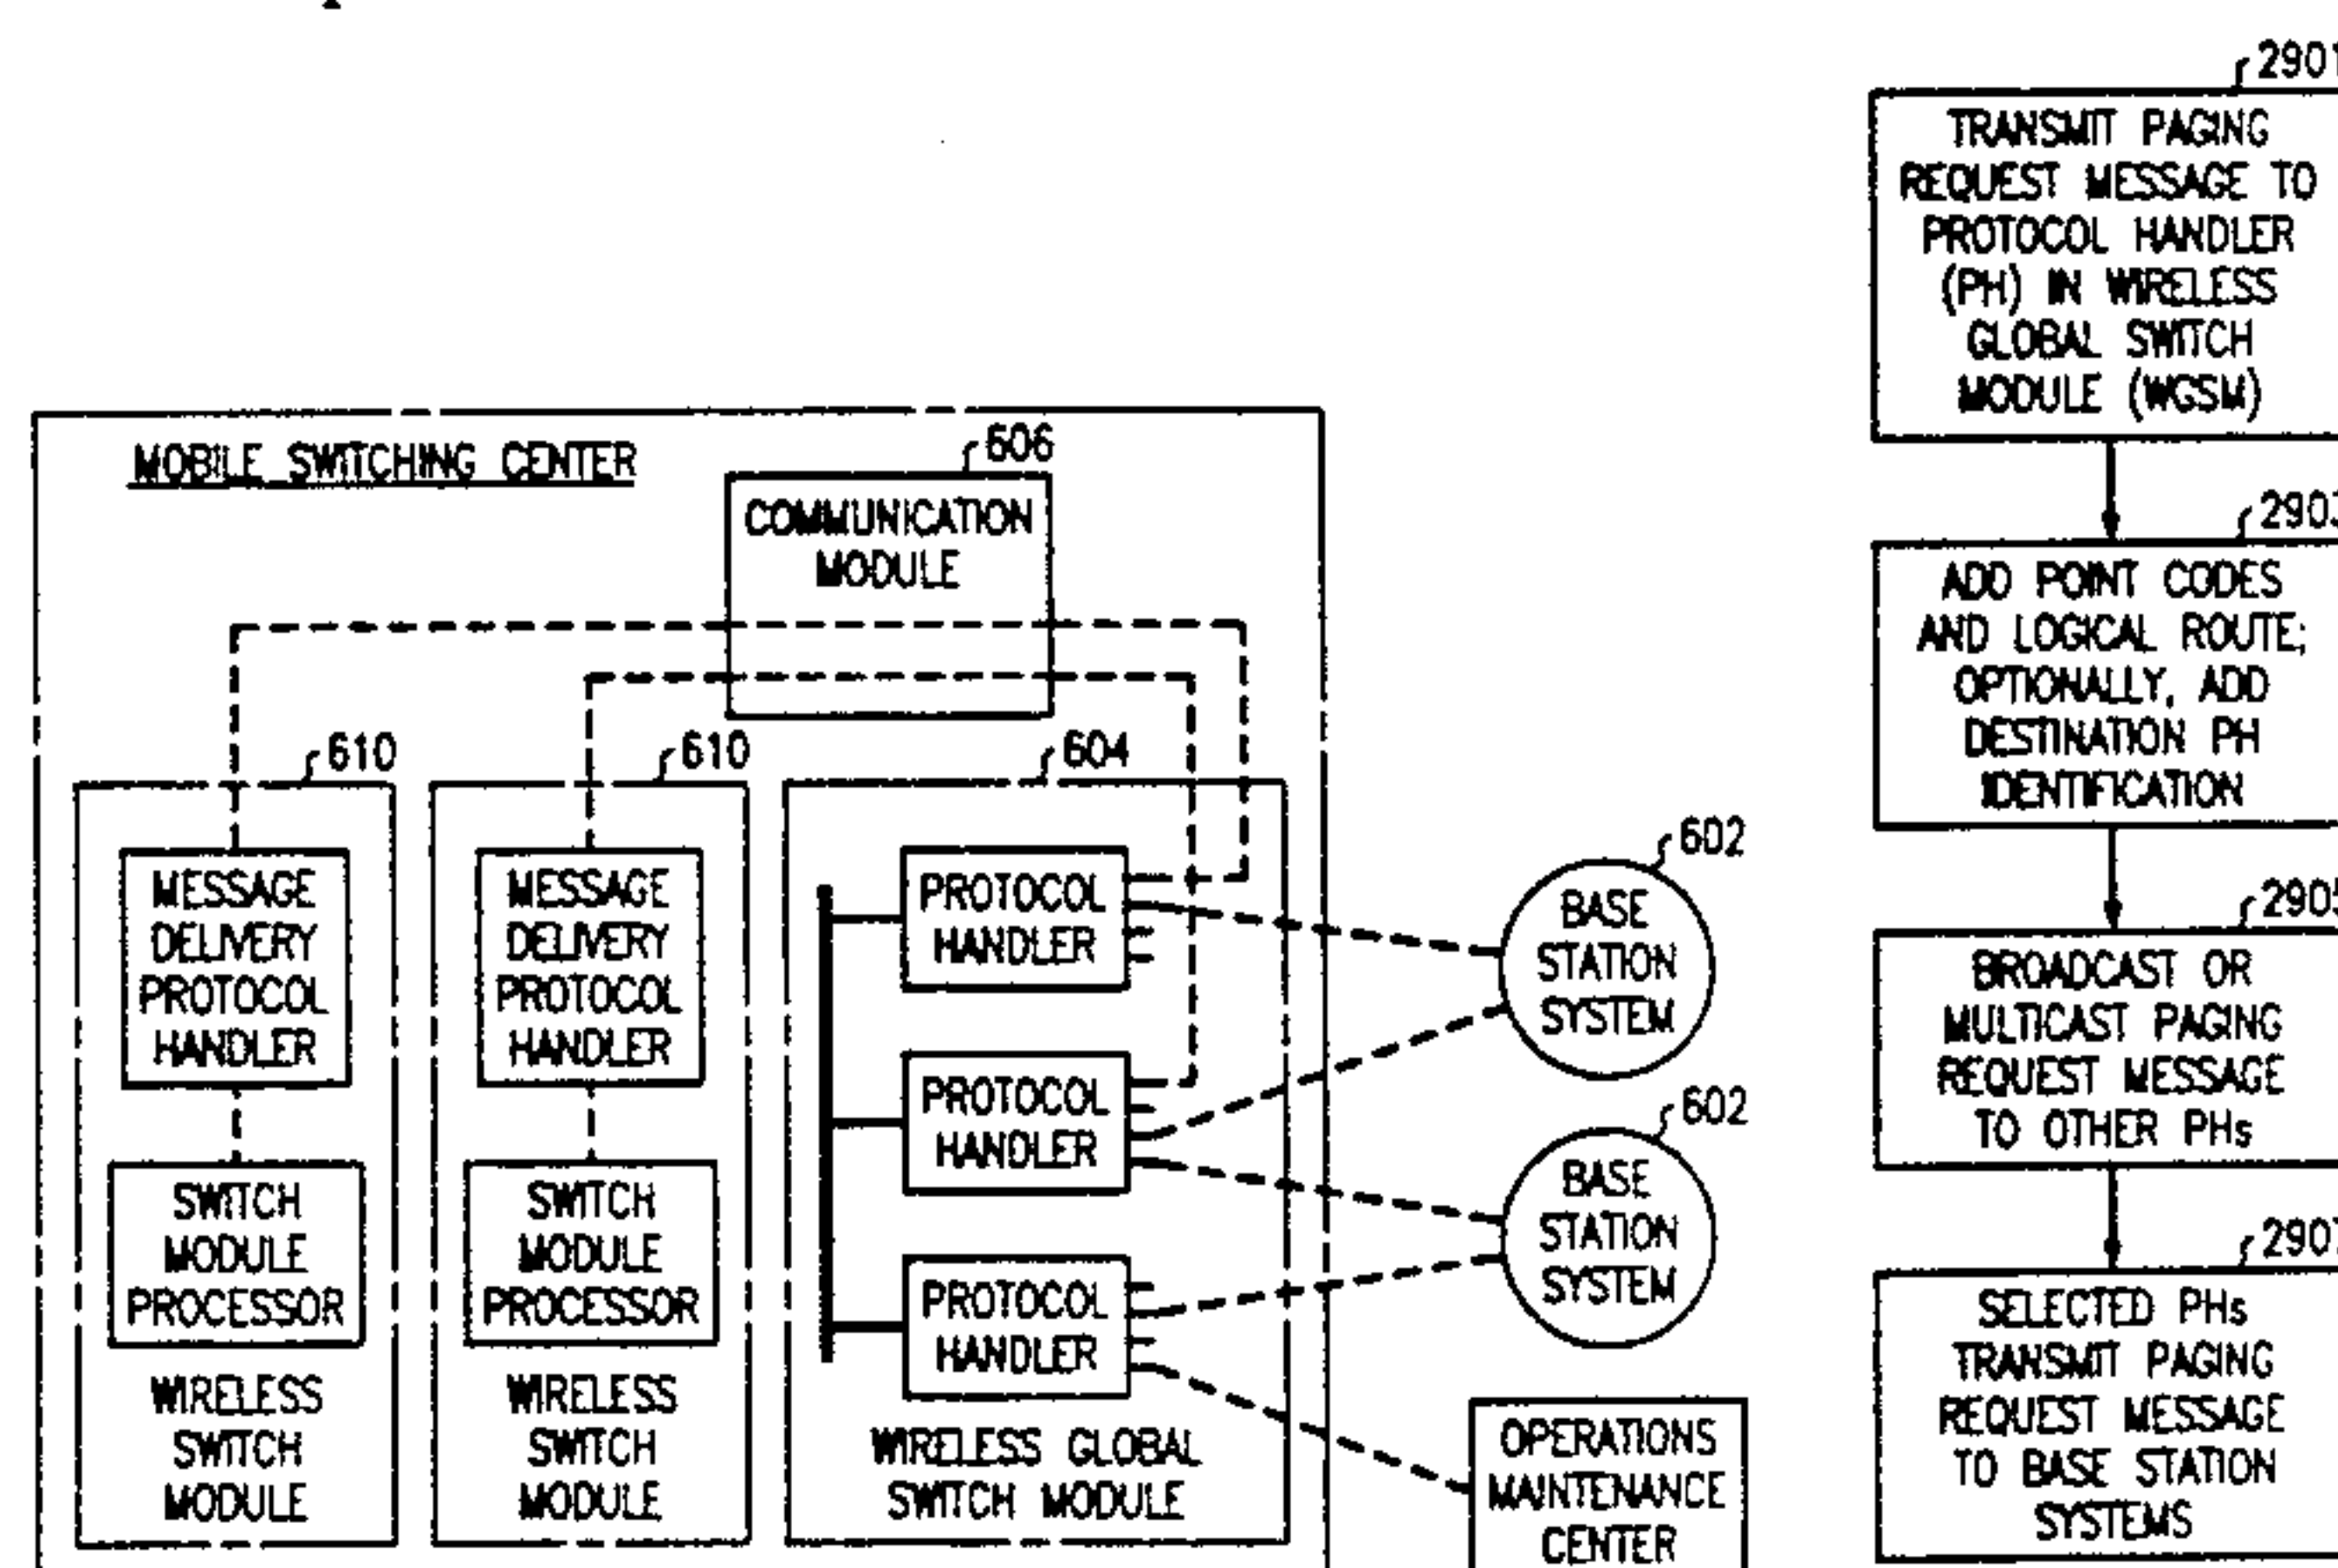 MOBILE SWITCHING CENTER
606
COMMUNICATION
MODULE
610
MESSAGE
DELIVERY
PROTOCOL
HANDLER
SWITCH
MODULE
PROCESSOR
WIRELESS
SWITCH
MODULE
610
MESSAGE
DELIVERY
PROTOCOL
HANDLER
SWITCH
MODULE
PROCESSOR
WIRELESS
SWITCH
MODULE
604
PROTOCOL
HANDLER
PROTOCOL
HANDLER
PROTOCOL
HANDLER
WIRELESS GLOBAL
SWITCH MODULE
602
BASE
STATION
SYSTEM
602
BASE
STATION
SYSTEM
OPERATIONS
MAINTENANCE
CENTER
2901
TRANSMIT PAGING
REQUEST MESSAGE TO
PROTOCOL HANDLER
(PH) IN WIRELESS
GLOBAL SWITCH
MODULE (WGSM)
2903
ADD POINT CODES
AND LOGICAL ROUTE;
OPTIONALLY, ADD
DESTINATION PH
IDENTIFICATION
2905
BROADCAST OR
MULTICAST PAGING
REQUEST MESSAGE
TO OTHER PHs
2907
SELECTED PHs
TRANSMIT PAGING
REQUEST MESSAGE
TO BASE STATION
SYSTEMS